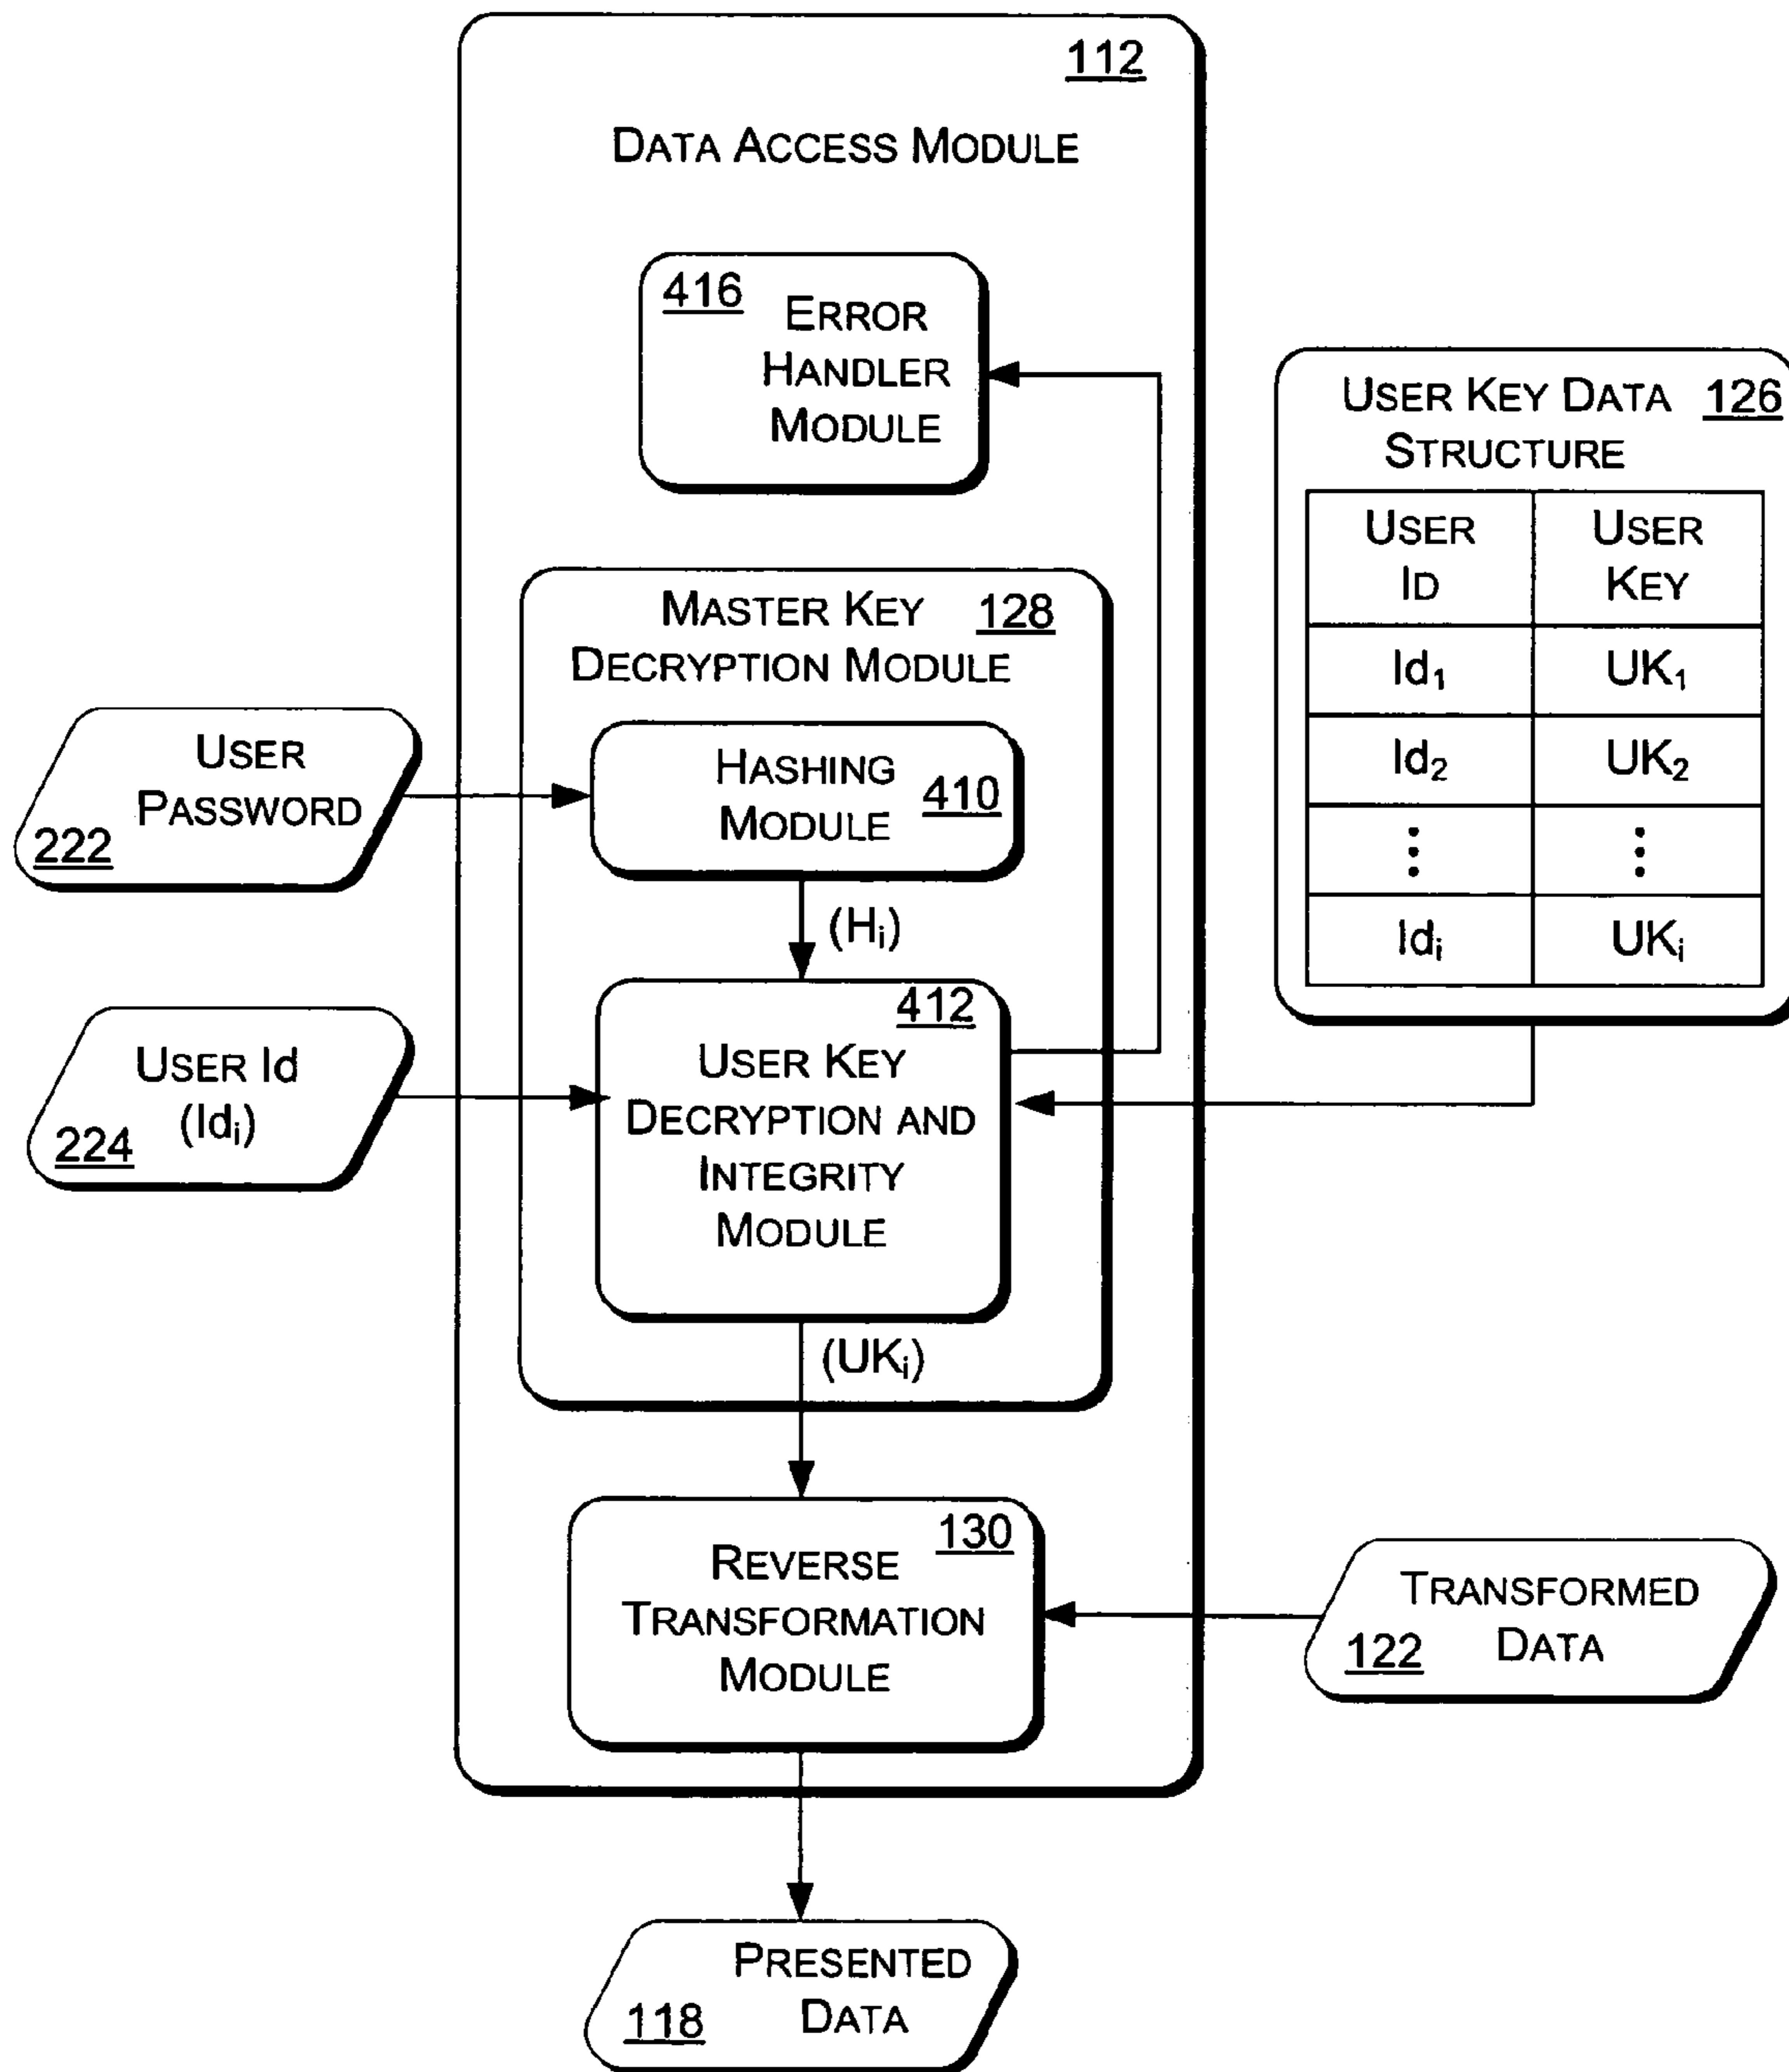 112
DATA ACCESS MODULE
416
ERROR
HANDLER
MODULE
USER KEY DATA 126
STRUCTURE
USER ID USER KEY
Id₁ UK₁
Id₂ UK₂
⋮ ⋮
Idᵢ UKᵢ
MASTER KEY 128
DECRYPTION MODULE
USER
PASSWORD
222
HASHING
MODULE 410
(Hᵢ)
USER Id
(Idᵢ)
224
412
USER KEY
DECRYPTION AND
INTEGRITY
MODULE
(UKᵢ)
130
REVERSE
TRANSFORMATION
MODULE
TRANSFORMED
DATA
122
PRESENTED
DATA
118